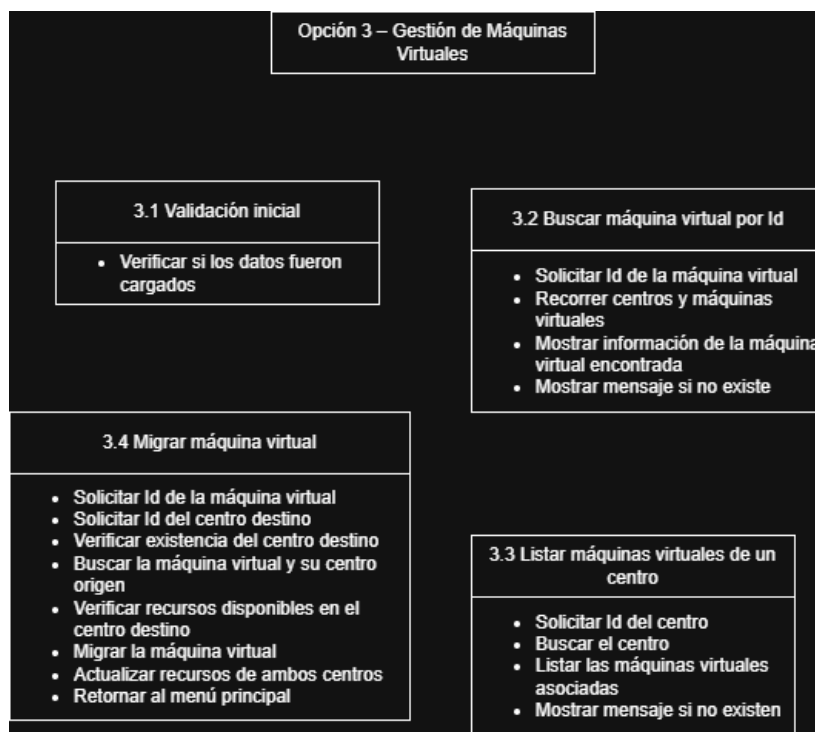 Opción 3 – Gestión de Máquinas
Virtuales
3.1 Validación inicial
• Verificar si los datos fueron
cargados
3.2 Buscar máquina virtual por Id
• Solicitar Id de la máquina virtual
• Recorrer centros y máquinas
virtuales
• Mostrar información de la máquina
virtual encontrada
• Mostrar mensaje si no existe
3.4 Migrar máquina virtual
• Solicitar Id de la máquina virtual
• Solicitar Id del centro destino
• Verificar existencia del centro destino
• Buscar la máquina virtual y su centro
origen
• Verificar recursos disponibles en el
centro destino
• Migrar la máquina virtual
• Actualizar recursos de ambos centros
• Retornar al menú principal
3.3 Listar máquinas virtuales de un
centro
• Solicitar Id del centro
• Buscar el centro
• Listar las máquinas virtuales
asociadas
• Mostrar mensaje si no existen